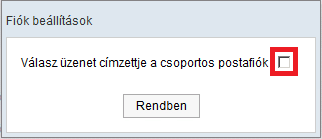 Fiók beállítások
Válasz üzenet címzettje a csoportos postafiók
Rendben